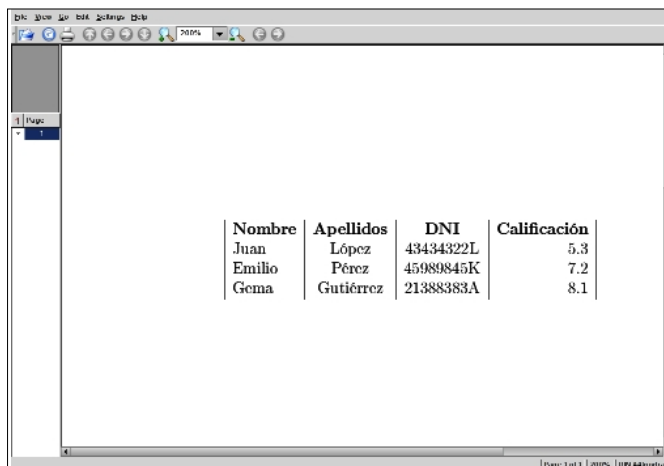 File View Go Edit Settings Help
200%
1 Page
1
Nombre Apellidos DNI Calificación
Juan López 43434322L 5.3
Emilio Pérez 45989845K 7.2
Gema Gutiérrez 21388383A 8.1
Page 1 of 1 200%